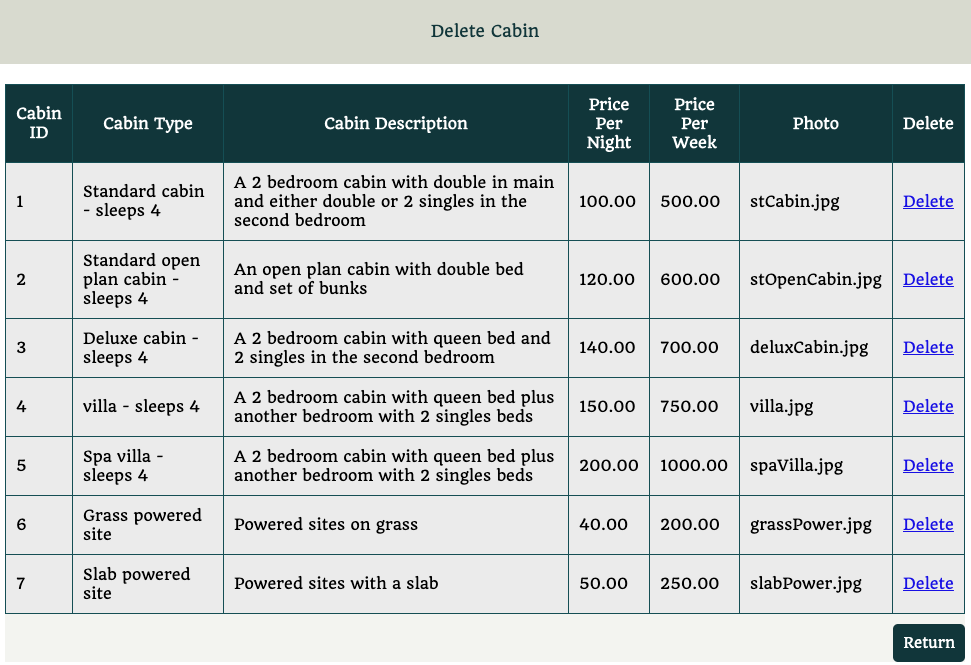 Delete Cabin
Cabin ID Cabin Type Cabin Description Price Per Night Price Per Week Photo Delete
1 Standard cabin - sleeps 4 A 2 bedroom cabin with double in main and either double or 2 singles in the second bedroom 100.00 500.00 stCabin.jpg Delete
2 Standard open plan cabin - sleeps 4 An open plan cabin with double bed and set of bunks 120.00 600.00 stOpenCabin.jpg Delete
3 Deluxe cabin - sleeps 4 A 2 bedroom cabin with queen bed and 2 singles in the second bedroom 140.00 700.00 deluxCabin.jpg Delete
4 villa - sleeps 4 A 2 bedroom cabin with queen bed plus another bedroom with 2 singles beds 150.00 750.00 villa.jpg Delete
5 Spa villa - sleeps 4 A 2 bedroom cabin with queen bed plus another bedroom with 2 singles beds 200.00 1000.00 spaVilla.jpg Delete
6 Grass powered site Powered sites on grass 40.00 200.00 grassPower.jpg Delete
7 Slab powered site Powered sites with a slab 50.00 250.00 slabPower.jpg Delete
Return